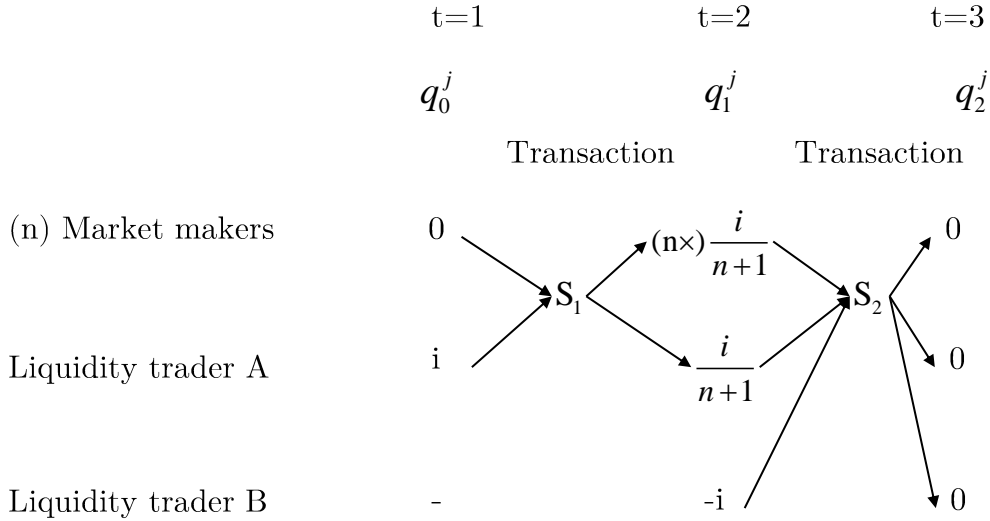 t=1 t=2 t=3
q_0^j q_1^j q_2^j
Transaction Transaction
(n) Market makers 0 (n×) i/(n+1) 0
S_1 S_2
Liquidity trader A i i/(n+1) 0
Liquidity trader B - -i 0